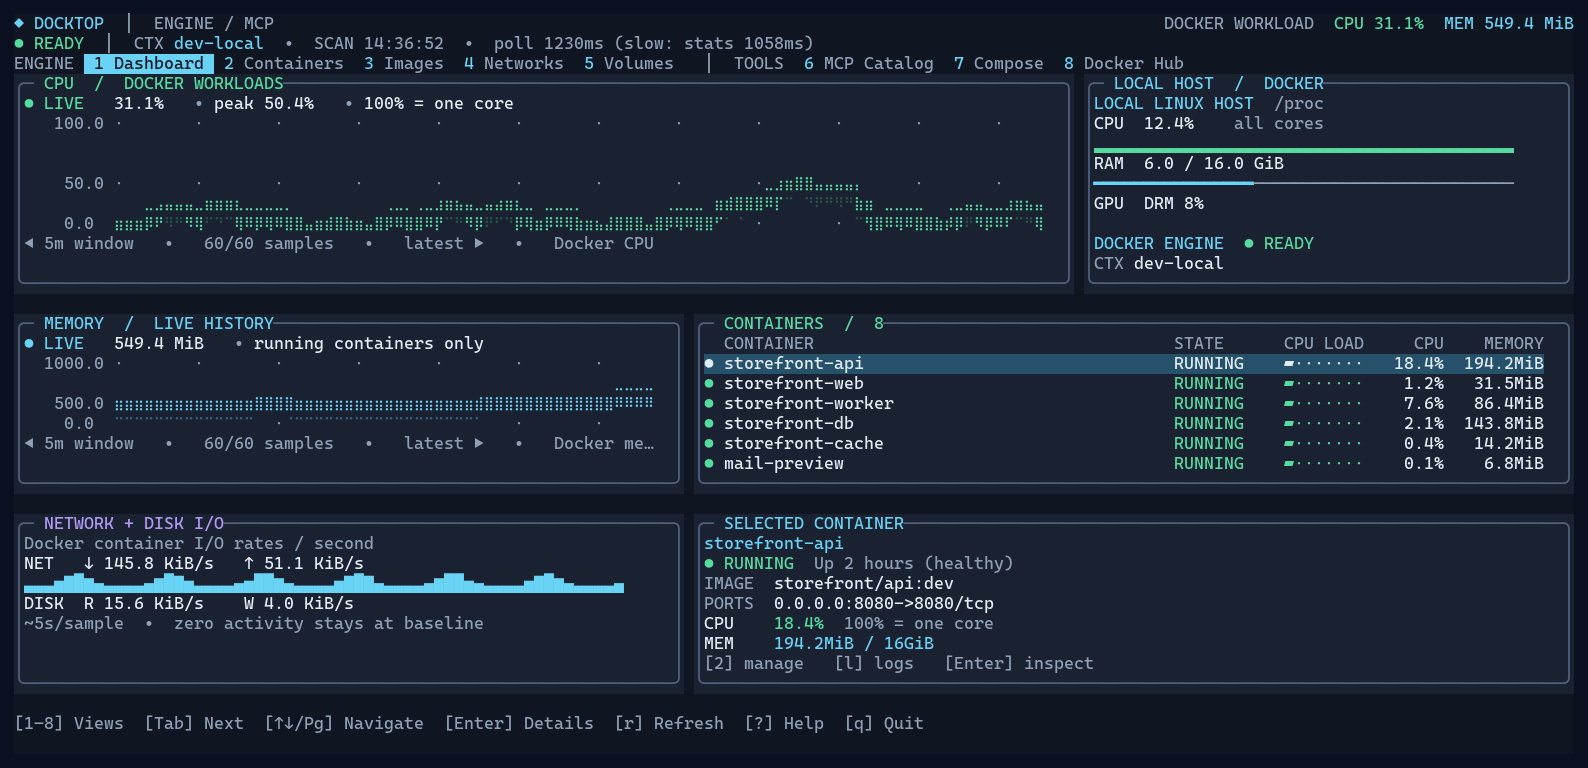 ◆ DOCKTOP │ ENGINE / MCP DOCKER WORKLOAD CPU 31.1% MEM 549.4 MiB
● READY │ CTX dev-local • SCAN 14:36:52 • poll 1230ms (slow: stats 1058ms)
ENGINE 1 Dashboard 2 Containers 3 Images 4 Networks 5 Volumes │ TOOLS 6 MCP Catalog 7 Compose 8 Docker Hub
CPU / DOCKER WORKLOADS
● LIVE 31.1% • peak 50.4% • 100% = one core
100.0
50.0
0.0
◀ 5m window • 60/60 samples • latest ▶ • Docker CPU
LOCAL HOST / DOCKER
LOCAL LINUX HOST /proc
CPU 12.4% all cores
RAM 6.0 / 16.0 GiB
GPU DRM 8%
DOCKER ENGINE ● READY
CTX dev-local
MEMORY / LIVE HISTORY
● LIVE 549.4 MiB • running containers only
1000.0
500.0
0.0
◀ 5m window • 60/60 samples • latest ▶ • Docker me…
CONTAINERS / 8
CONTAINER STATE CPU LOAD CPU MEMORY
● storefront-api RUNNING 18.4% 194.2MiB
● storefront-web RUNNING 1.2% 31.5MiB
● storefront-worker RUNNING 7.6% 86.4MiB
● storefront-db RUNNING 2.1% 143.8MiB
● storefront-cache RUNNING 0.4% 14.2MiB
● mail-preview RUNNING 0.1% 6.8MiB
NETWORK + DISK I/O
Docker container I/O rates / second
NET ↓ 145.8 KiB/s ↑ 51.1 KiB/s
DISK R 15.6 KiB/s W 4.0 KiB/s
~5s/sample • zero activity stays at baseline
SELECTED CONTAINER
storefront-api
● RUNNING Up 2 hours (healthy)
IMAGE storefront/api:dev
PORTS 0.0.0.0:8080->8080/tcp
CPU 18.4% 100% = one core
MEM 194.2MiB / 16GiB
[2] manage [l] logs [Enter] inspect
[1-8] Views [Tab] Next [↑↓/Pg] Navigate [Enter] Details [r] Refresh [?] Help [q] Quit